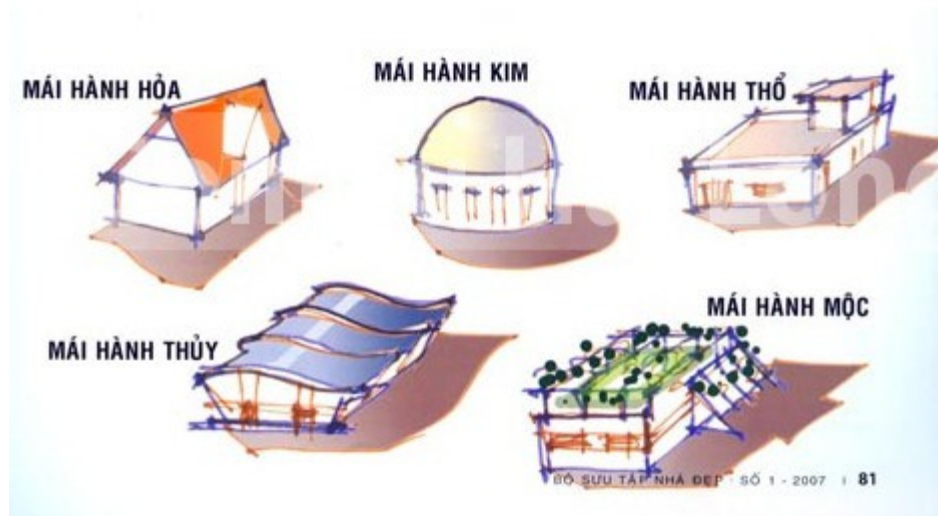 MÁI HÀNH HỎA
MÁI HÀNH KIM
MÁI HÀNH THỔ
MÁI HÀNH THỦY
MÁI HÀNH MỘC
BỘ SƯU TẬP NHÀ ĐẸP - SỐ 1 - 2007 | 81